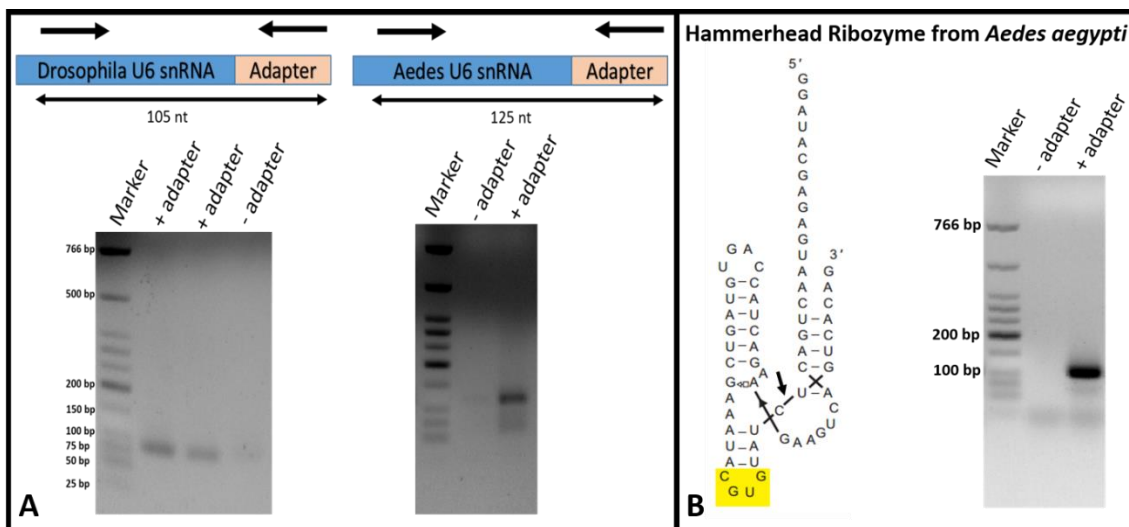 Drosophila U6 snRNA
Adapter
105 nt
Marker
+ adapter
+ adapter
- adapter
766 bp
500 bp
200 bp
150 bp
100 bp
75 bp
50 bp
25 bp
A
Aedes U6 snRNA
Adapter
125 nt
Marker
- adapter
+ adapter
Hammerhead Ribozyme from Aedes aegypti
5′
3′
C G U G
Marker
- adapter
+ adapter
766 bp
200 bp
100 bp
B